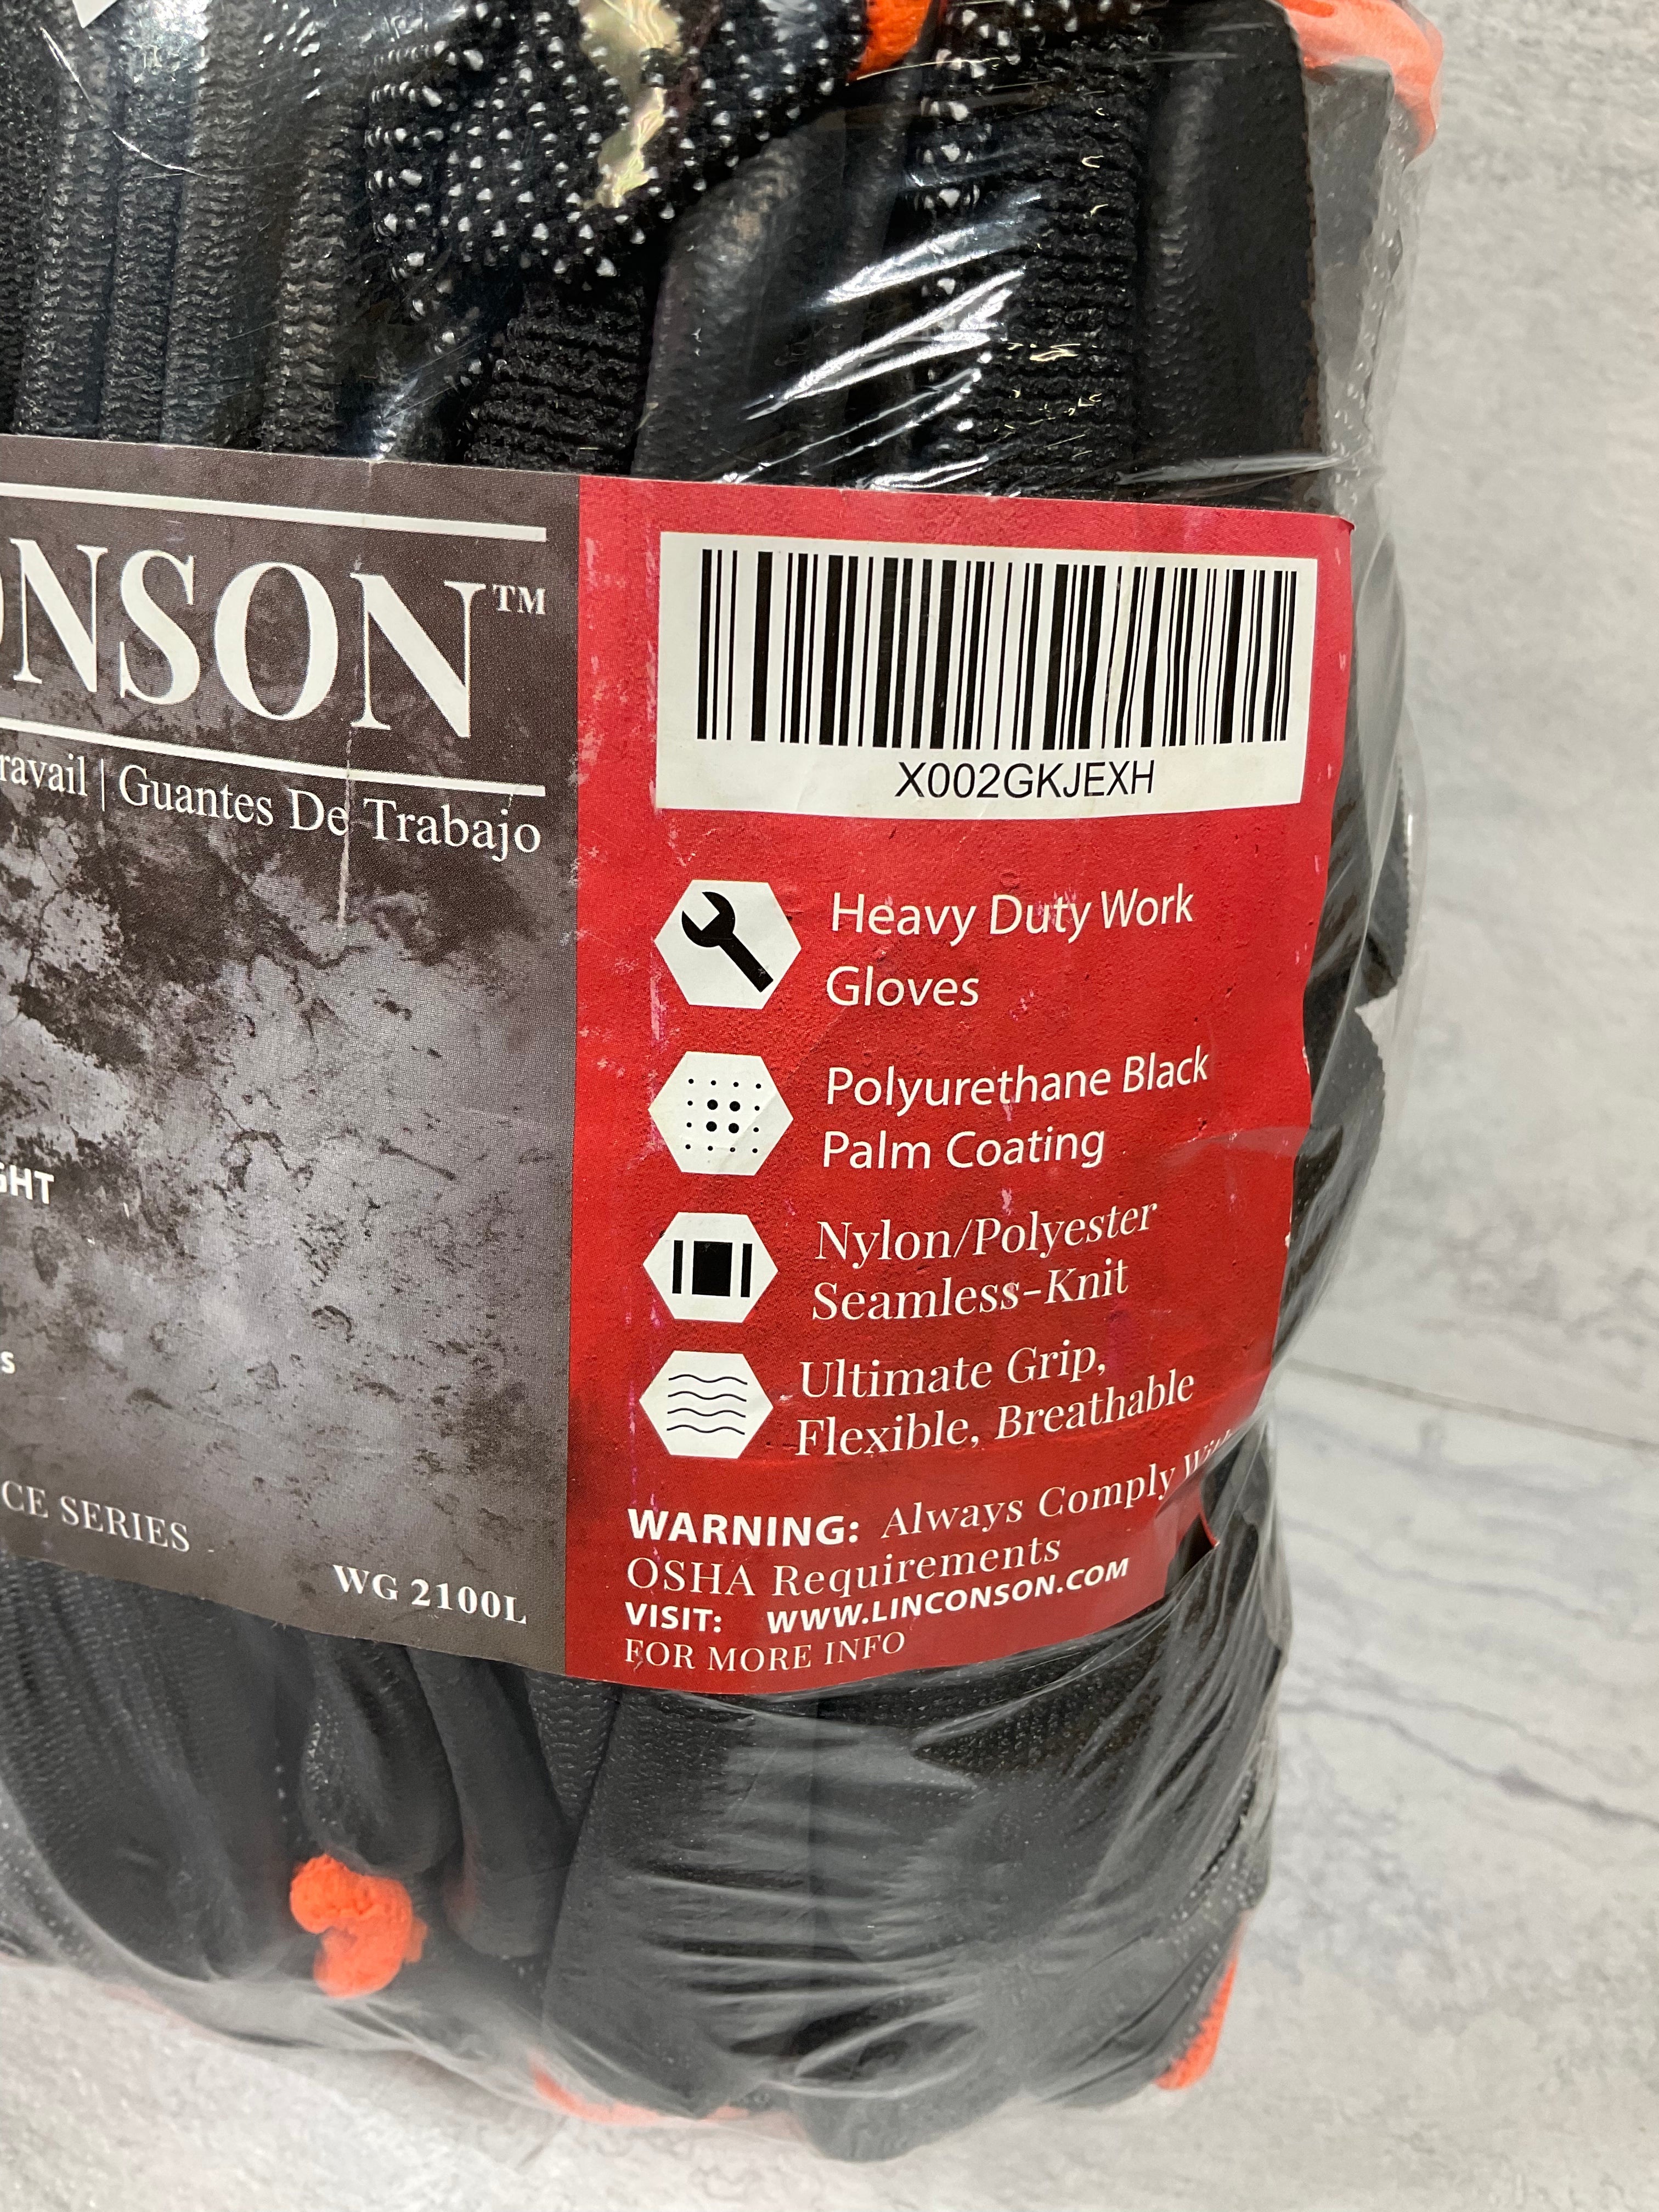 ONSON™
ravail | Guantes De Trabajo
GHT
s
CE SERIES
WG 2100L
X002GKJEXH
Heavy Duty Work
Gloves
Polyurethane Black
Palm Coating
Nylon/Polyester
Seamless-Knit
Ultimate Grip,
Flexible, Breathable
WARNING: Always Comply With
OSHA Requirements
VISIT: WWW.LINCONSON.COM
FOR MORE INFO